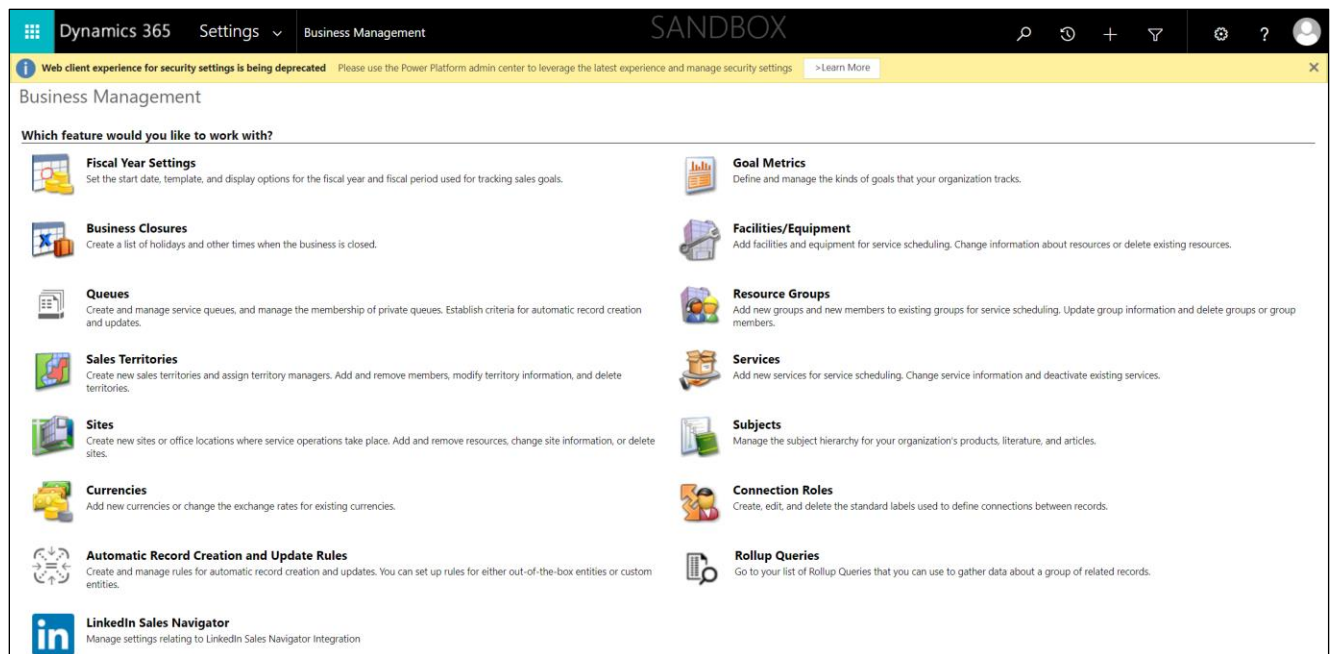 Dynamics 365 Settings Business Management SANDBOX ?
Web client experience for security settings is being deprecated Please use the Power Platform admin center to leverage the latest experience and manage security settings >Learn More
Business Management
Which feature would you like to work with?
Fiscal Year Settings
Set the start date, template, and display options for the fiscal year and fiscal period used for tracking sales goals.
Goal Metrics
Define and manage the kinds of goals that your organization tracks.
Business Closures
Create a list of holidays and other times when the business is closed.
Facilities/Equipment
Add facilities and equipment for service scheduling. Change information about resources or delete existing resources.
Queues
Create and manage service queues, and manage the membership of private queues. Establish criteria for automatic record creation
and updates.
Resource Groups
Add new groups and new members to existing groups for service scheduling. Update group information and delete groups or group
members.
Sales Territories
Create new sales territories and assign territory managers. Add and remove members, modify territory information, and delete
territories.
Services
Add new services for service scheduling. Change service information and deactivate existing services.
Sites
Create new sites or office locations where service operations take place. Add and remove resources, change site information, or delete
sites.
Subjects
Manage the subject hierarchy for your organization's products, literature, and articles.
Currencies
Add new currencies or change the exchange rates for existing currencies.
Connection Roles
Create, edit, and delete the standard labels used to define connections between records.
Automatic Record Creation and Update Rules
Create and manage rules for automatic record creation and updates. You can set up rules for either out-of-the-box entities or custom
entities.
Rollup Queries
Go to your list of Rollup Queries that you can use to gather data about a group of related records.
in
LinkedIn Sales Navigator
Manage settings relating to LinkedIn Sales Navigator Integration